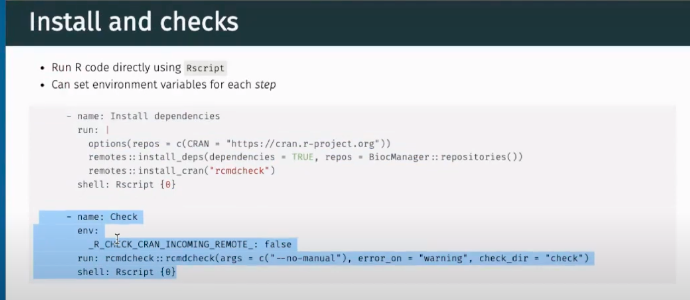 Install and checks
• Run R code directly using Rscript
• Can set environment variables for each step
- name: Install dependencies
run: |
options(repos = c(CRAN = "https://cran.r-project.org"))
remotes::install_deps(dependencies = TRUE, repos = BiocManager::repositories())
remotes::install_cran("rcmdcheck")
shell: Rscript {0}
- name: Check
env:
_R_CHECK_CRAN_INCOMING_REMOTE_: false
run: rcmdcheck::rcmdcheck(args = c("--no-manual"), error_on = "warning", check_dir = "check")
shell: Rscript {0}